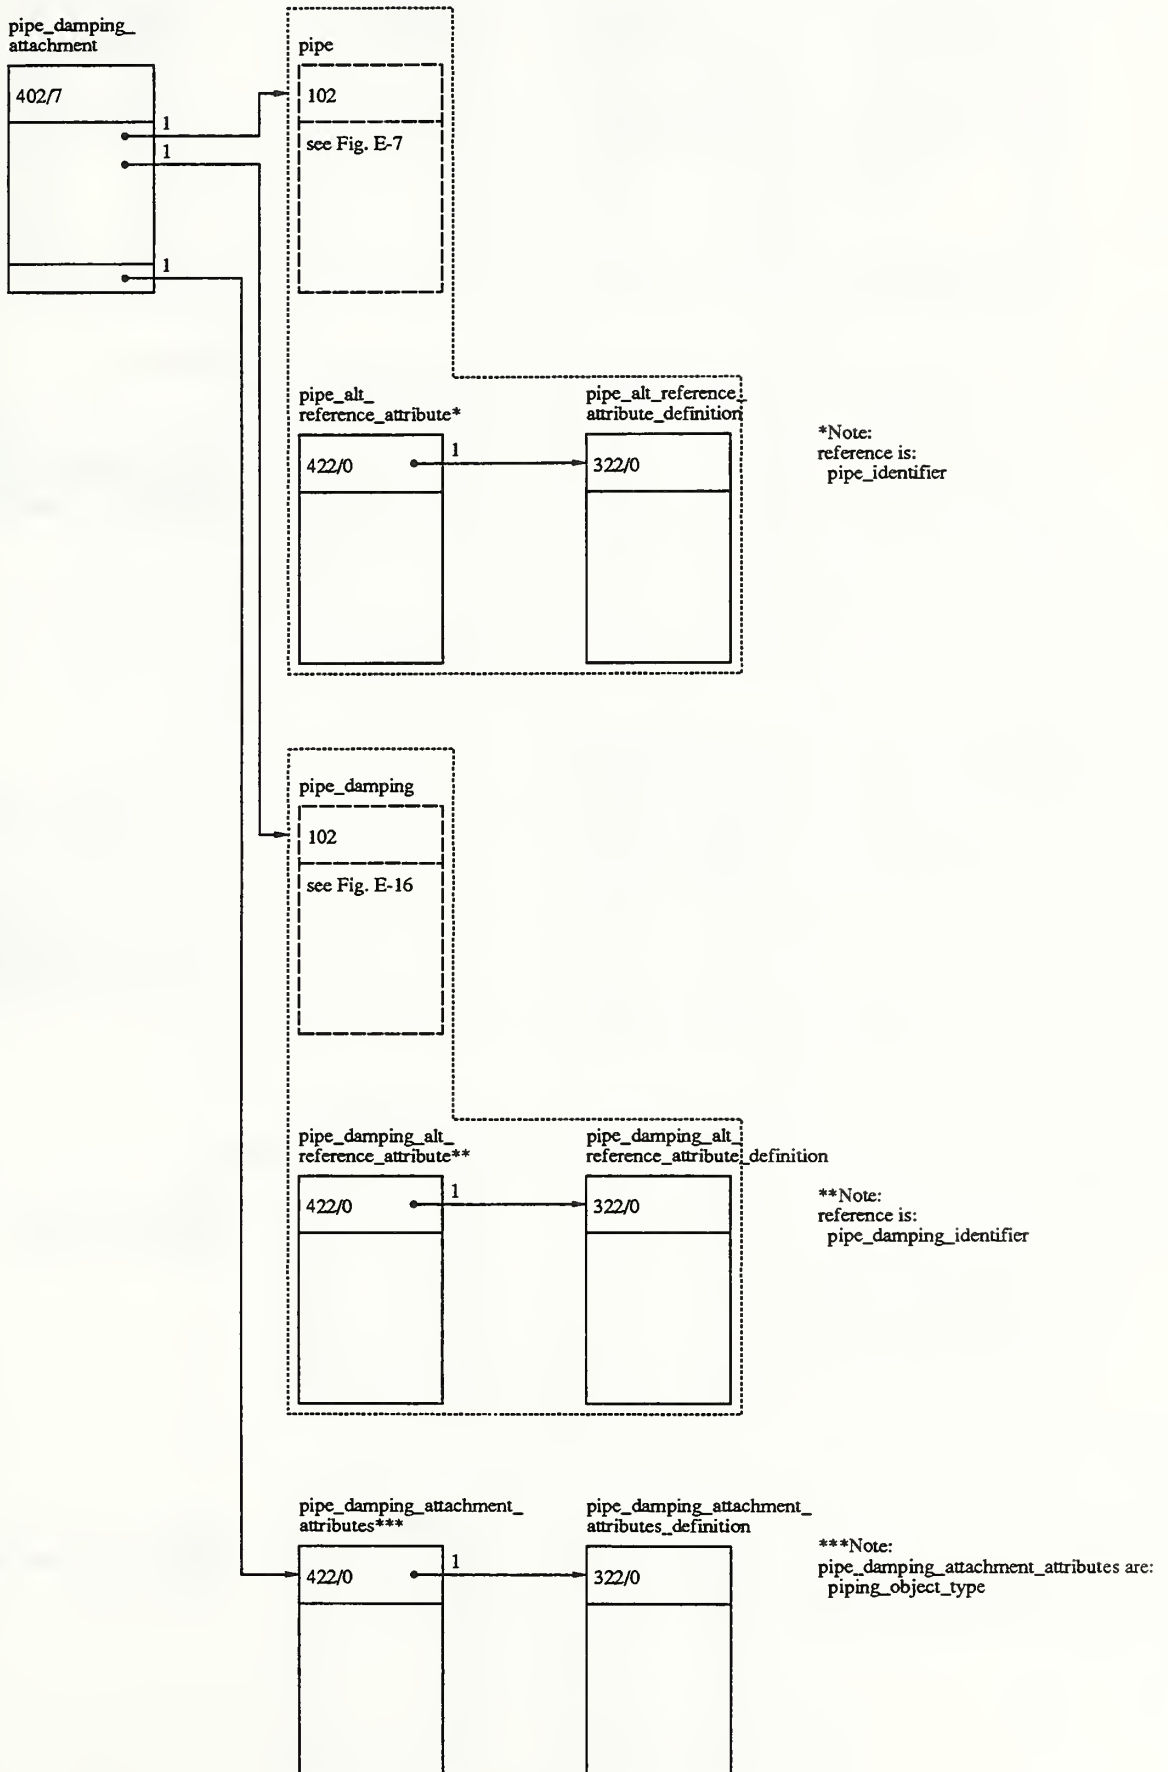 pipe_damping_
attachment
402/7
1
1
1
pipe
102
see Fig. E-7
pipe_alt_
reference_attribute*
422/0
1
pipe_alt_reference_
attribute_definition
322/0
*Note:
reference is:
pipe_identifier
pipe_damping
102
see Fig. E-16
pipe_damping_alt_
reference_attribute**
422/0
1
pipe_damping_alt_
reference_attribute_definition
322/0
**Note:
reference is:
pipe_damping_identifier
pipe_damping_attachment_
attributes***
422/0
1
pipe_damping_attachment_
attributes_definition
322/0
***Note:
pipe_damping_attachment_attributes are:
piping_object_type